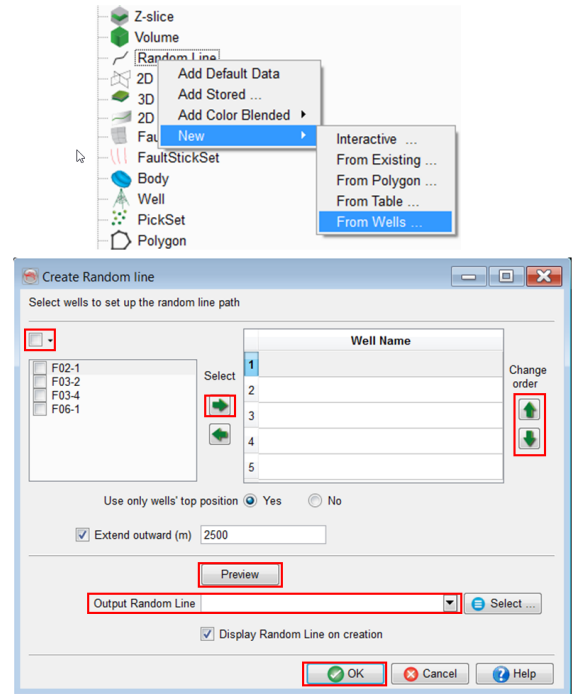 Z-slice
Volume
Random Line
2D
Add Default Data
3D
Add Stored ...
2D
Add Color Blended
Fau
New
Interactive ...
FaultStickSet
From Existing ...
Body
From Polygon ...
Well
From Table ...
PickSet
From Wells ...
Polygon
Create Random line
Select wells to set up the random line path
Well Name
F02-1
F03-2
F03-4
F06-1
Select
1
2
3
4
5
Change
order
Use only wells' top position Yes No
Extend outward (m) 2500
Preview
Output Random Line Select ...
Display Random Line on creation
OK Cancel Help